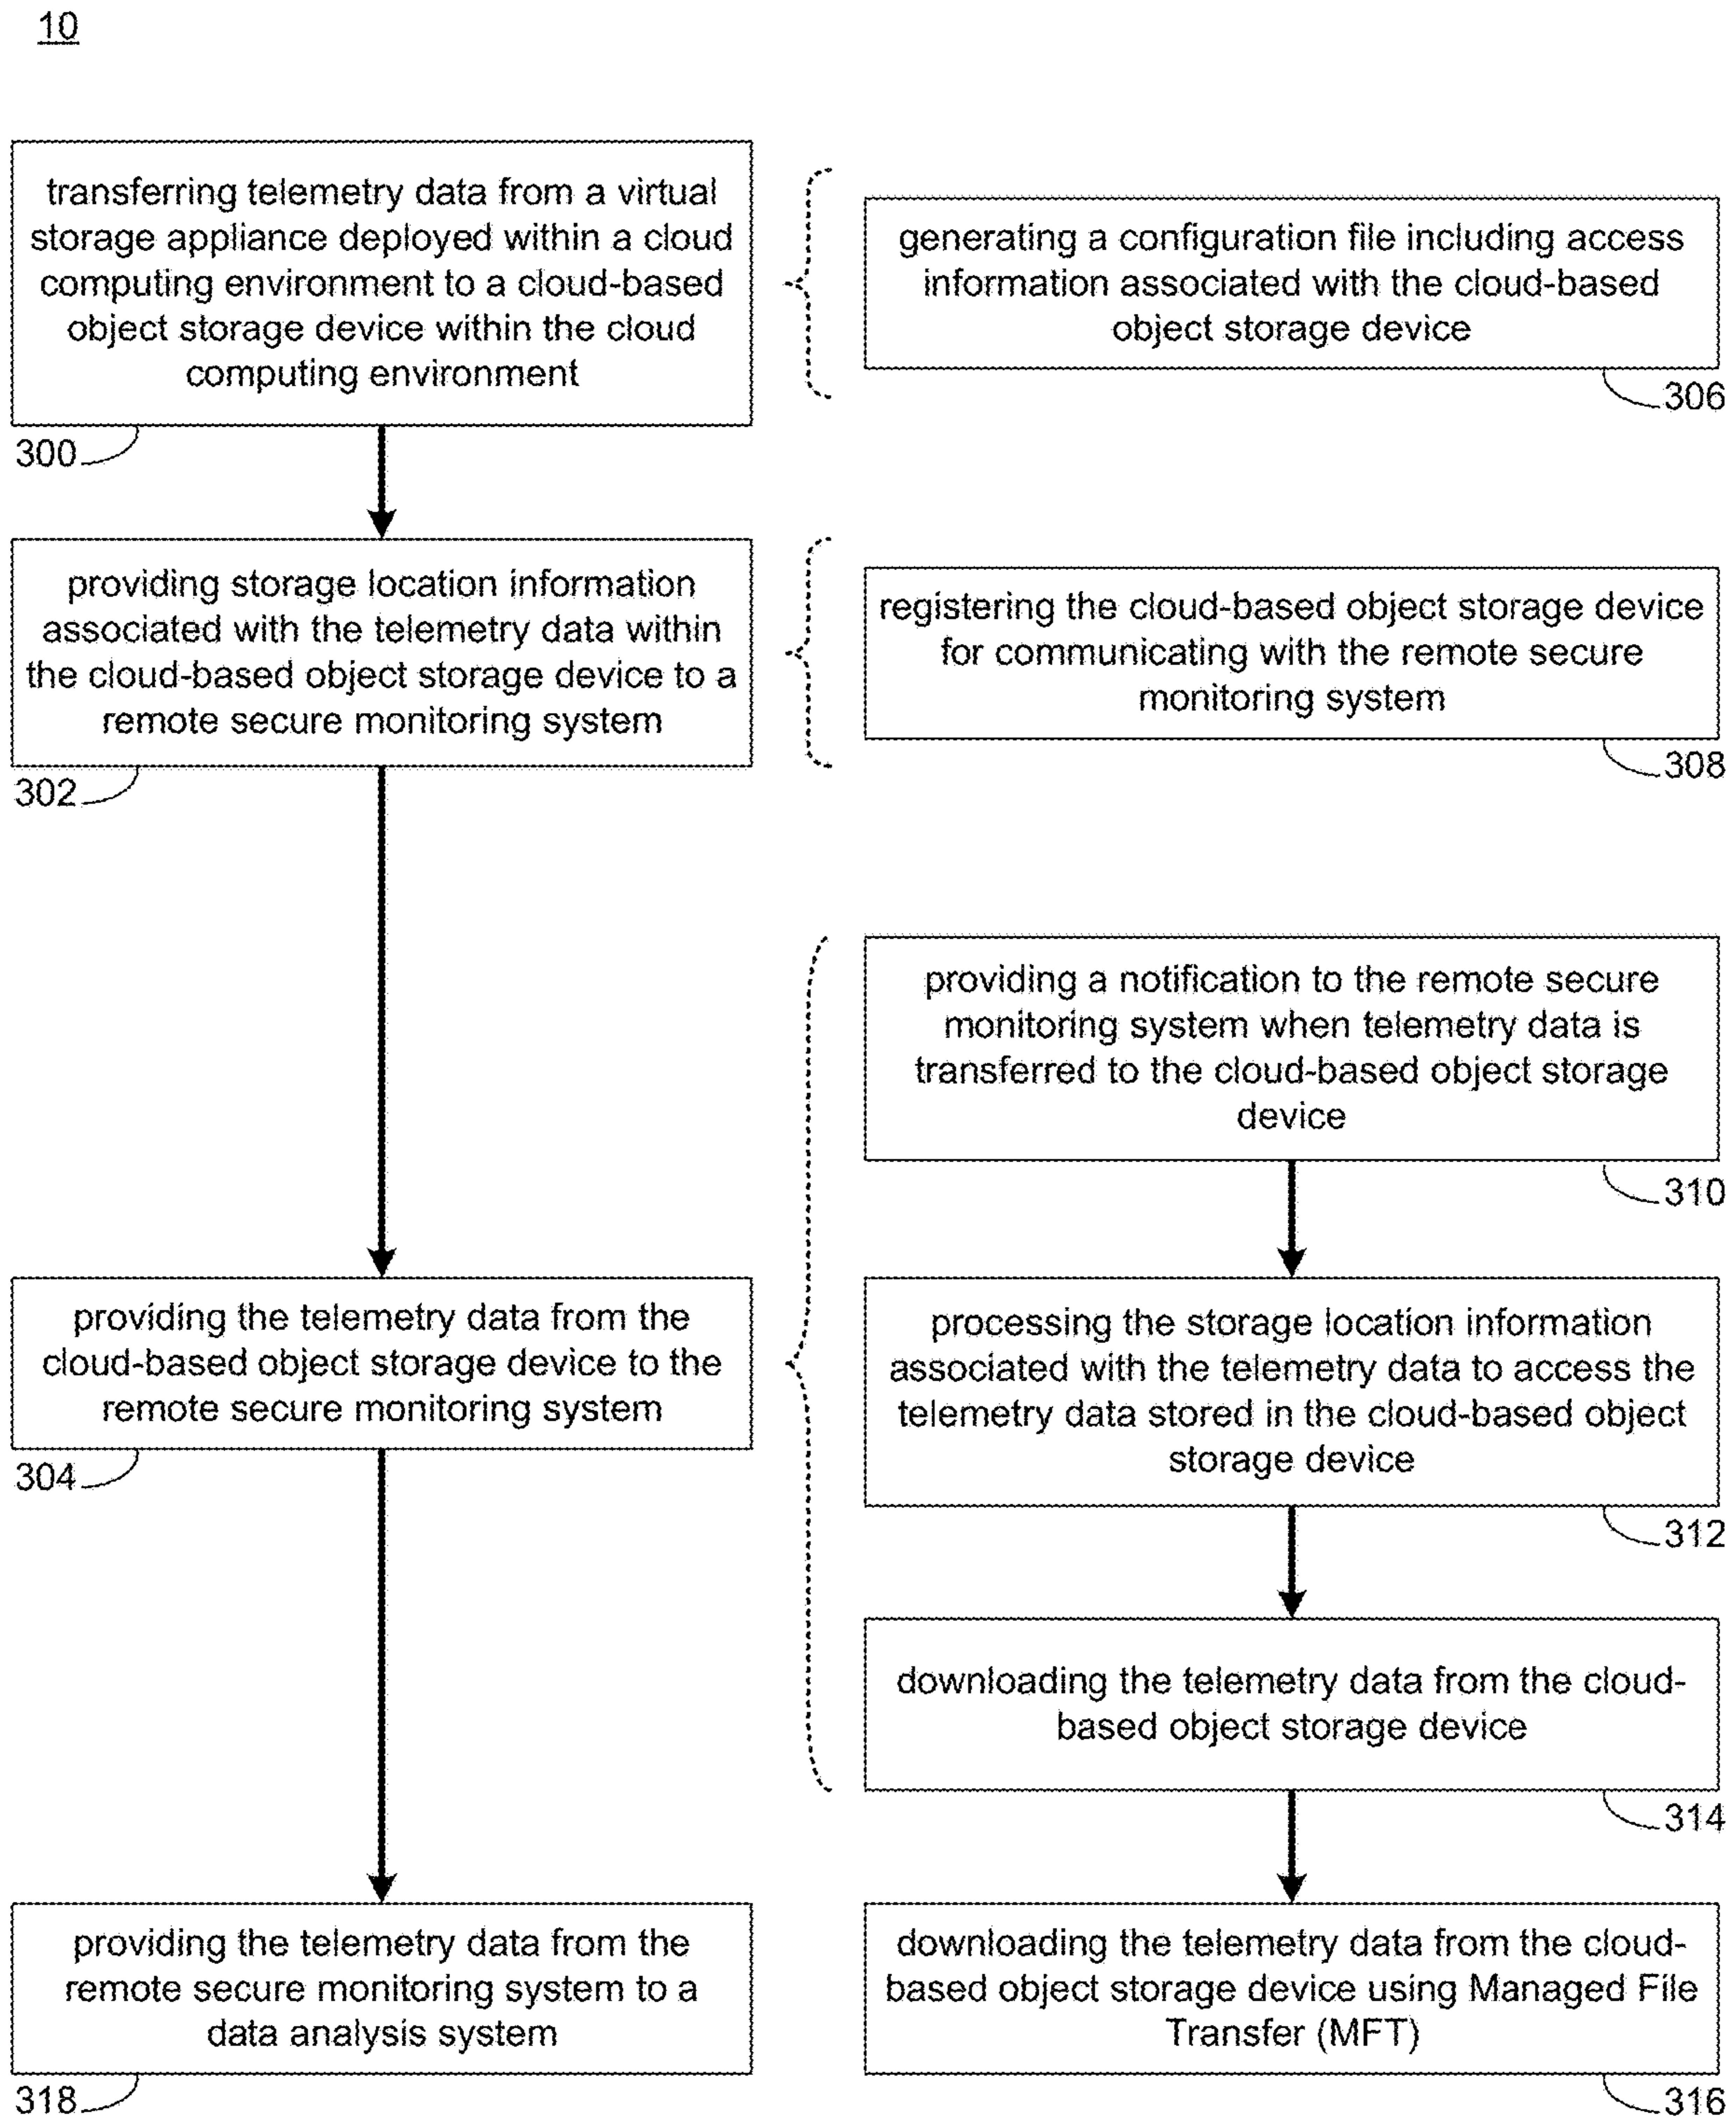 10
transferring telemetry data from a virtual
storage appliance deployed within a cloud
computing environment to a cloud-based
object storage device within the cloud
computing environment
300
generating a configuration file including access
information associated with the cloud-based
object storage device
306
providing storage location information
associated with the telemetry data within
the cloud-based object storage device to a
remote secure monitoring system
302
registering the cloud-based object storage device
for communicating with the remote secure
monitoring system
308
providing a notification to the remote secure
monitoring system when telemetry data is
transferred to the cloud-based object storage
device
310
providing the telemetry data from the
cloud-based object storage device to the
remote secure monitoring system
304
processing the storage location information
associated with the telemetry data to access the
telemetry data stored in the cloud-based object
storage device
312
downloading the telemetry data from the cloud-
based object storage device
314
providing the telemetry data from the
remote secure monitoring system to a
data analysis system
318
downloading the telemetry data from the cloud-
based object storage device using Managed File
Transfer (MFT)
316